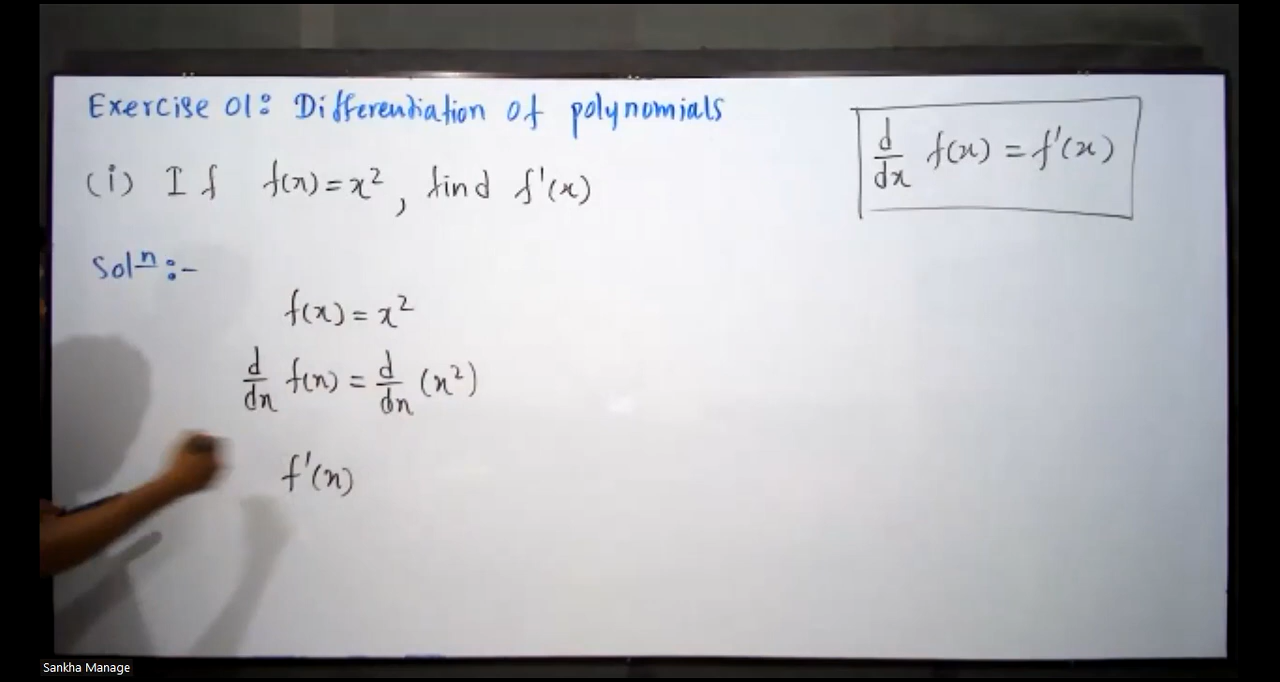 Exercise 01: Differentiation of polynomials
d/dx f(x) = f'(x)
(i) If f(x) = x², find f'(x)
Solⁿ:-
f(x) = x²
d/dx f(x) = d/dx (x²)
f'(x)
Sankha Manage